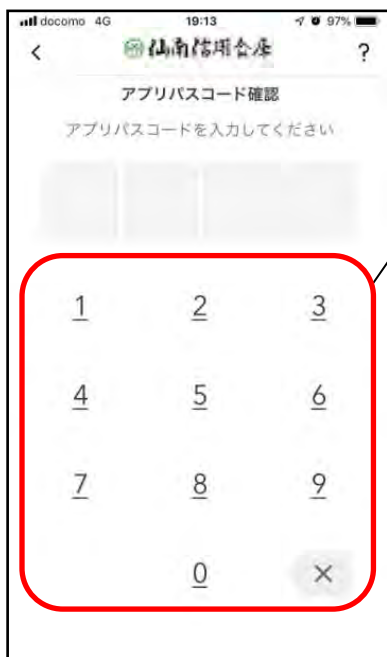 docomo 4G 19:13 97%
仙南信用金庫 ?
アプリパスコード確認
アプリパスコードを入力してください
1 2 3
4 5 6
7 8 9
0 ×